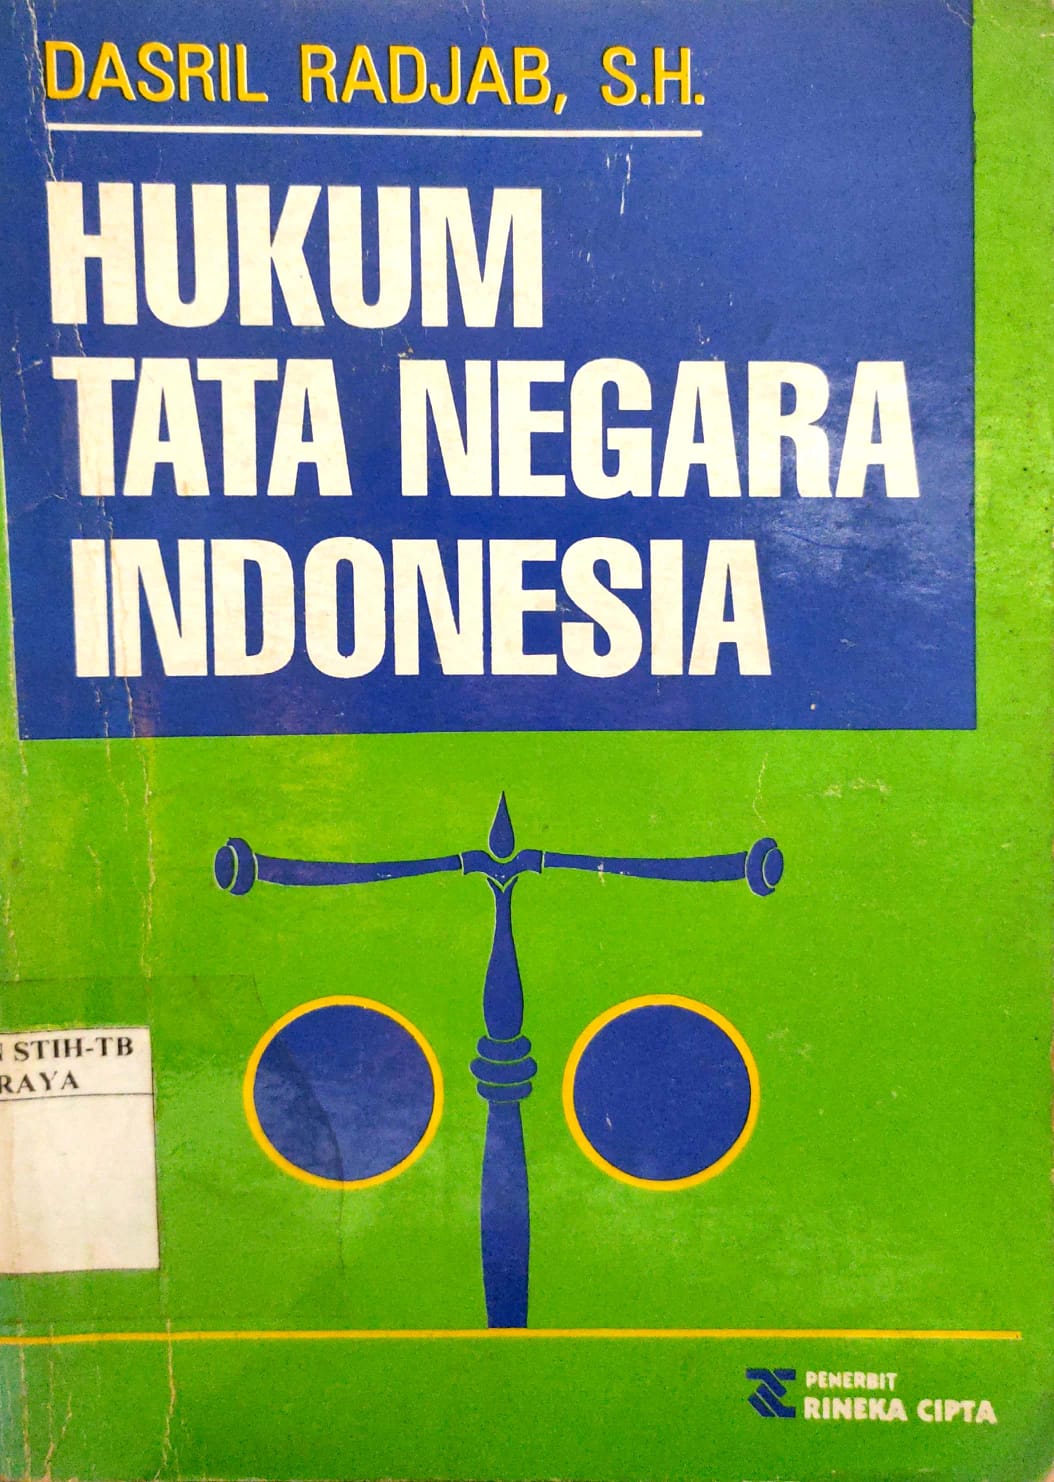 DASRIL RADJAB, S.H.
HUKUM
TATA NEGARA
INDONESIA
STIH-TB
RAYA
PENERBIT
RINEKA CIPTA